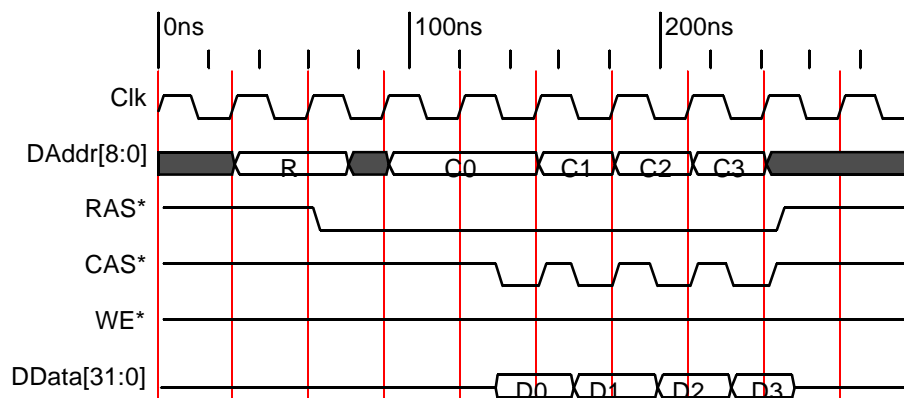 0ns 100ns 200ns
Clk
DAddr[8:0] R C0 C1 C2 C3
RAS*
CAS*
WE*
DData[31:0] D0 D1 D2 D3